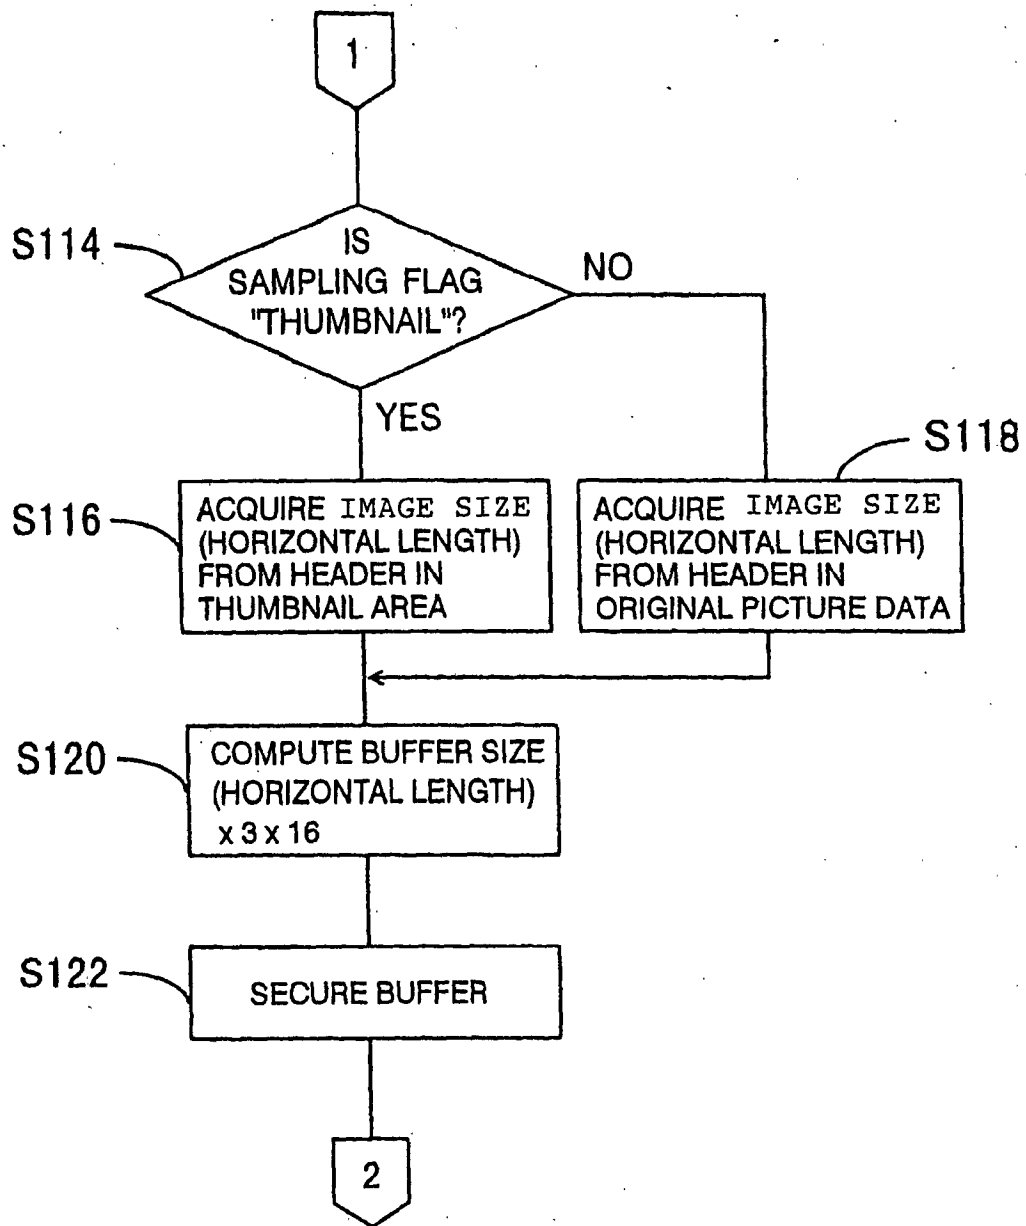 1
S114
IS
SAMPLING FLAG
"THUMBNAIL"?
NO
YES
S118
S116
ACQUIRE IMAGE SIZE
(HORIZONTAL LENGTH)
FROM HEADER IN
THUMBNAIL AREA
ACQUIRE IMAGE SIZE
(HORIZONTAL LENGTH)
FROM HEADER IN
ORIGINAL PICTURE DATA
S120
COMPUTE BUFFER SIZE
(HORIZONTAL LENGTH)
x 3 x 16
S122
SECURE BUFFER
2